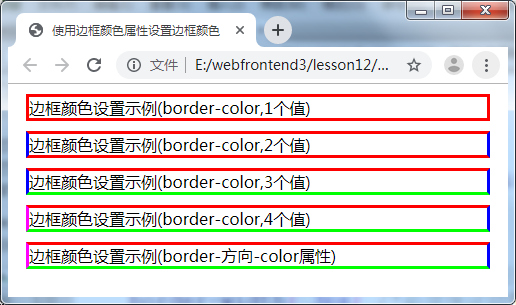 使用边框颜色属性设置边框颜色
文件 | E:/webfrontend3/lesson12/...
边框颜色设置示例(border-color,1个值)
边框颜色设置示例(border-color,2个值)
边框颜色设置示例(border-color,3个值)
边框颜色设置示例(border-color,4个值)
边框颜色设置示例(border-方向-color属性)